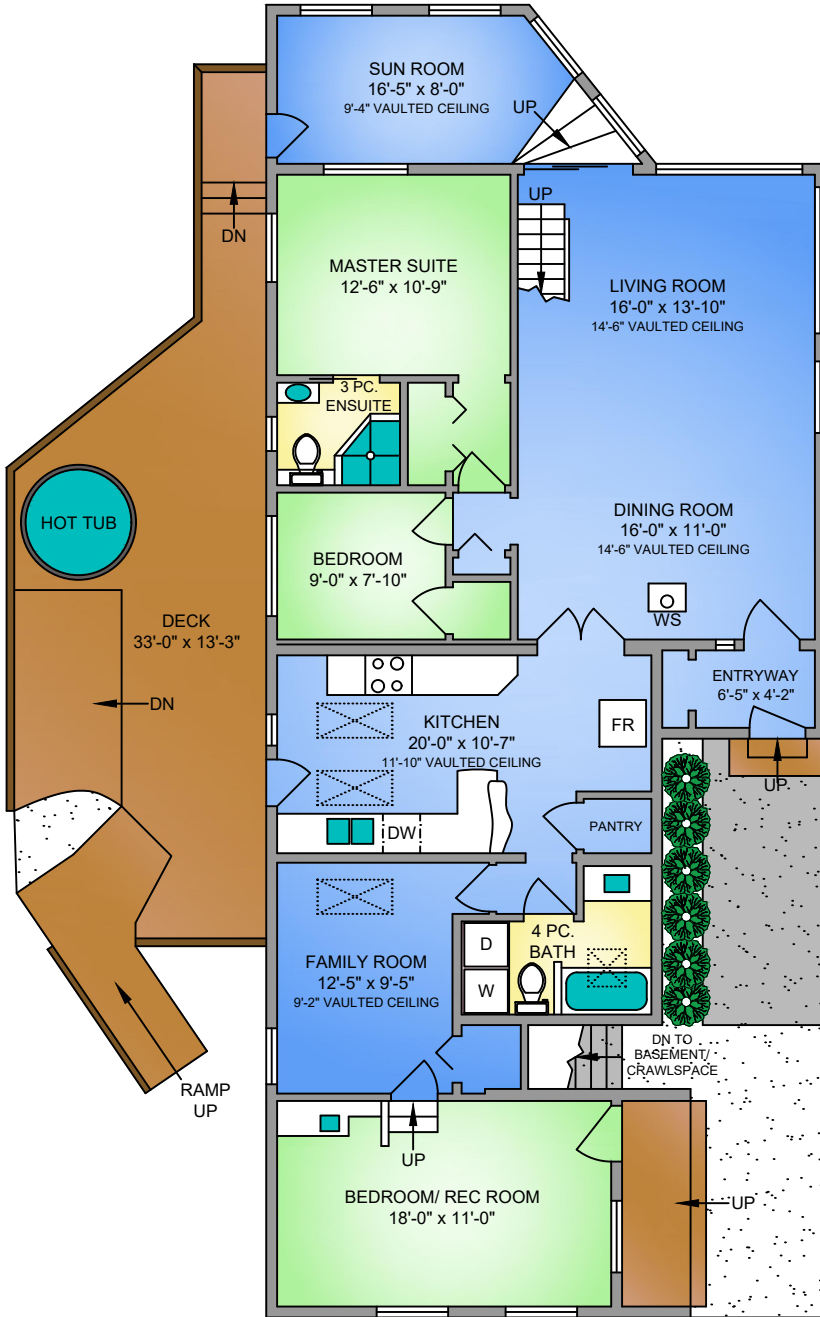 SUN ROOM
16'-5" x 8'-0"
9'-4" VAULTED CEILING
UP
UP
DN
MASTER SUITE
12'-6" x 10'-9"
LIVING ROOM
16'-0" x 13'-10"
14'-6" VAULTED CEILING
3 PC.
ENSUITE
HOT TUB
DINING ROOM
16'-0" x 11'-0"
14'-6" VAULTED CEILING
BEDROOM
9'-0" x 7'-10"
WS
DECK
33'-0" x 13'-3"
DN
ENTRYWAY
6'-5" x 4'-2"
KITCHEN
20'-0" x 10'-7"
11'-10" VAULTED CEILING
FR
UP
DW
PANTRY
4 PC.
BATH
D
W
FAMILY ROOM
12'-5" x 9'-5"
9'-2" VAULTED CEILING
RAMP
UP
DN TO
BASEMENT/
CRAWLSPACE
UP
BEDROOM/ REC ROOM
18'-0" x 11'-0"
UP